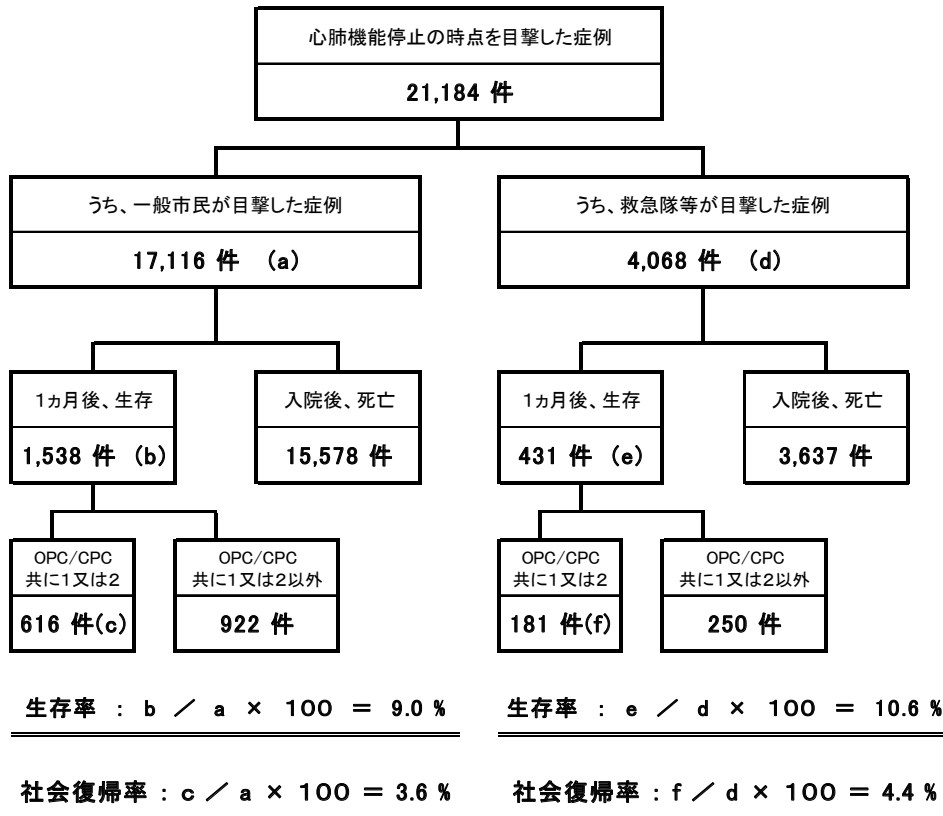 心肺機能停止の時点を目撃した症例
21,184 件
うち、一般市民が目撃した症例
17,116 件 (a)
うち、救急隊等が目撃した症例
4,068 件 (d)
1ヵ月後、生存
1,538 件 (b)
入院後、死亡
15,578 件
1ヵ月後、生存
431 件 (e)
入院後、死亡
3,637 件
OPC/CPC
共に1又は2
616 件(c)
OPC/CPC
共に1又は2以外
922 件
OPC/CPC
共に1又は2
181 件(f)
OPC/CPC
共に1又は2以外
250 件
生存率 : b / a × 100 = 9.0 %
生存率 : e / d × 100 = 10.6 %
社会復帰率 : c / a × 100 = 3.6 %
社会復帰率 : f / d × 100 = 4.4 %